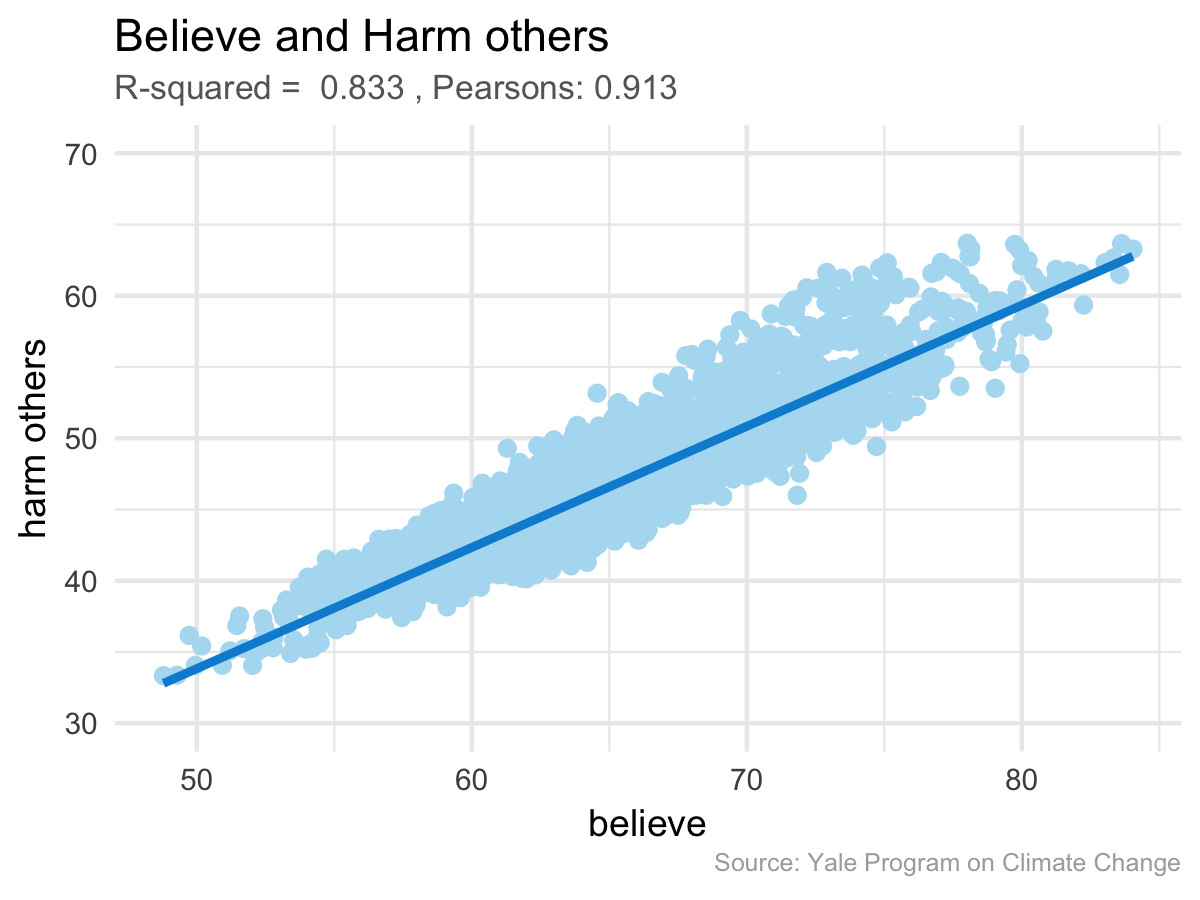 Believe and Harm others
R-squared =  0.833 , Pearsons: 0.913
70
60
50
40
30
harm others
50 60 70 80
believe
Source: Yale Program on Climate Change